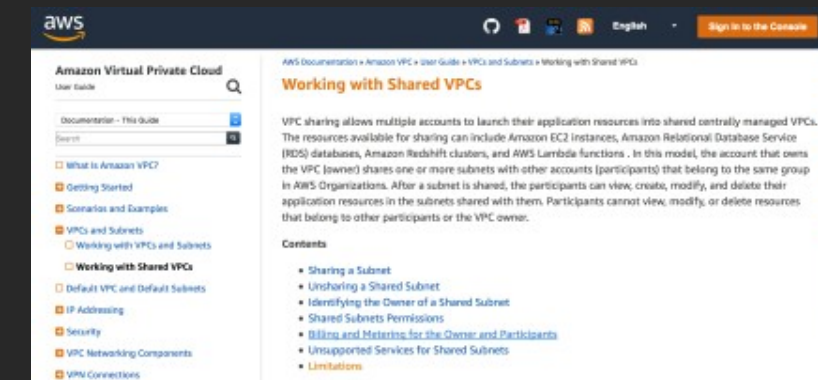 aws
English
Sign In to the Console
Amazon Virtual Private Cloud
User Guide
Documentation - This Guide
Search
What Is Amazon VPC?
Getting Started
Scenarios and Examples
VPCs and Subnets
Working with VPCs and Subnets
Working with Shared VPCs
Default VPC and Default Subnets
IP Addressing
Security
VPC Networking Components
VPN Connections
AWS Documentation » Amazon VPC » User Guide » VPCs and Subnets » Working with Shared VPCs
Working with Shared VPCs
VPC sharing allows multiple accounts to launch their application resources into shared centrally managed VPCs.
The resources available for sharing can include Amazon EC2 instances, Amazon Relational Database Service
(RDS) databases, Amazon Redshift clusters, and AWS Lambda functions . In this model, the account that owns
the VPC (owner) shares one or more subnets with other accounts (participants) that belong to the same group
in AWS Organizations. After a subnet is shared, the participants can view, create, modify, and delete their
application resources in the subnets shared with them. Participants cannot view, modify, or delete resources
that belong to other participants or the VPC owner.
Contents
• Sharing a Subnet
• Unsharing a Shared Subnet
• Identifying the Owner of a Shared Subnet
• Shared Subnets Permissions
• Billing and Metering for the Owner and Participants
• Unsupported Services for Shared Subnets
• Limitations